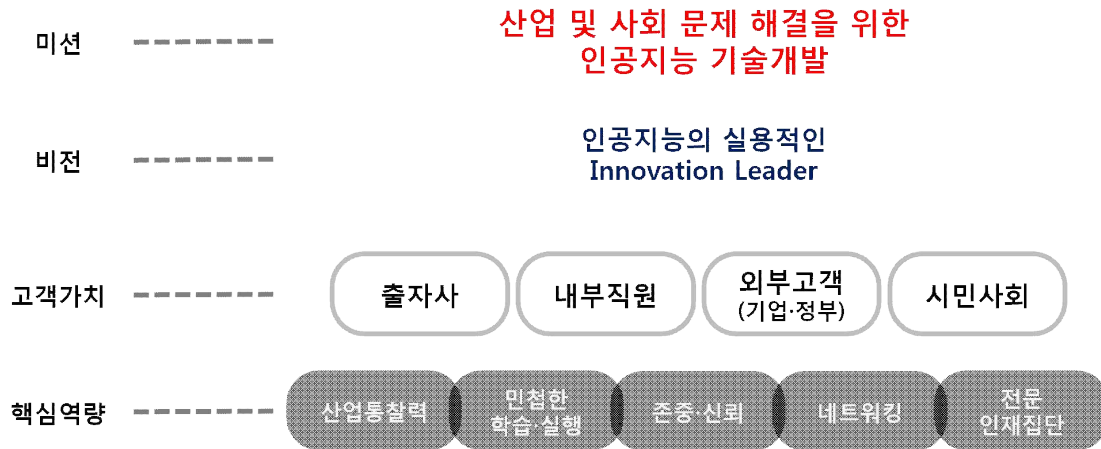 미션
산업 및 사회 문제 해결을 위한
인공지능 기술개발
비전
인공지능의 실용적인
Innovation Leader
고객가치
출자사
내부직원
외부고객
(기업·정부)
시민사회
핵심역량
산업통찰력
민첩한
학습·실행
존중·신뢰
네트워킹
전문
인재집단